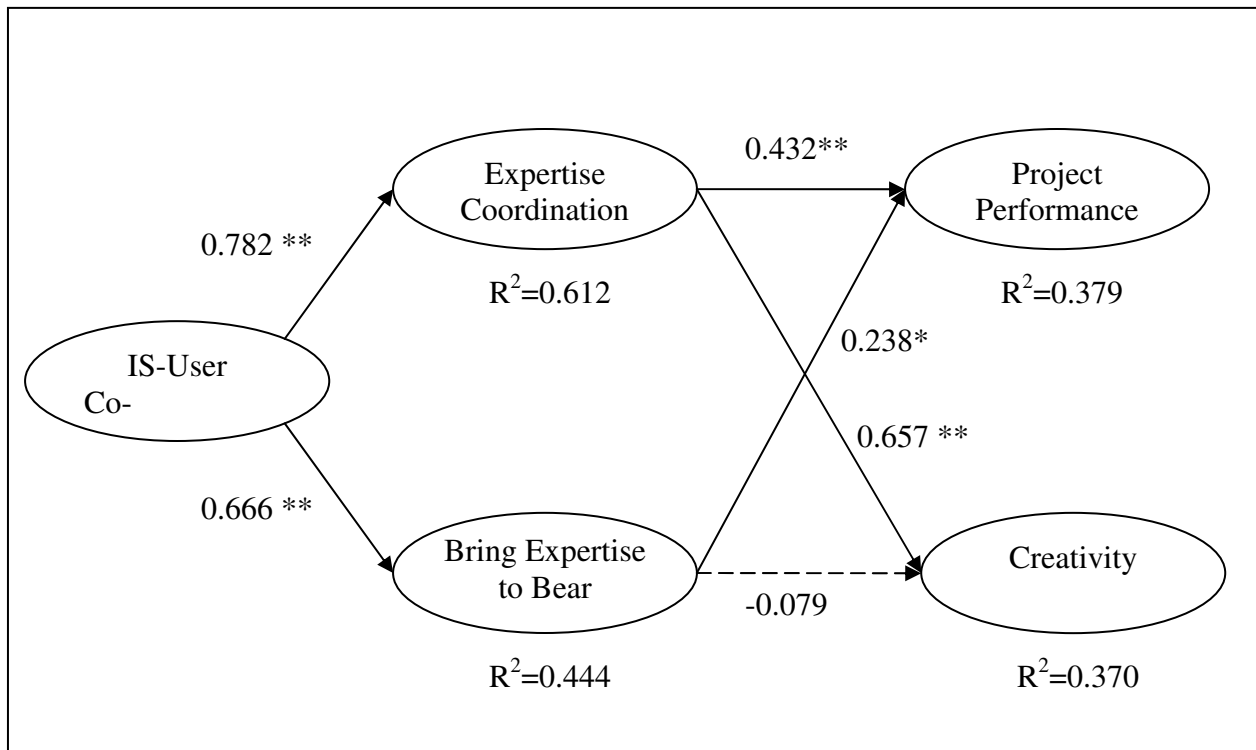 0.432**
Expertise
Coordination
Project
Performance
0.782 **
R²=0.612
R²=0.379
0.238*
IS-User
Co-
0.657 **
0.666 **
Bring Expertise
to Bear
Creativity
-0.079
R²=0.444
R²=0.370